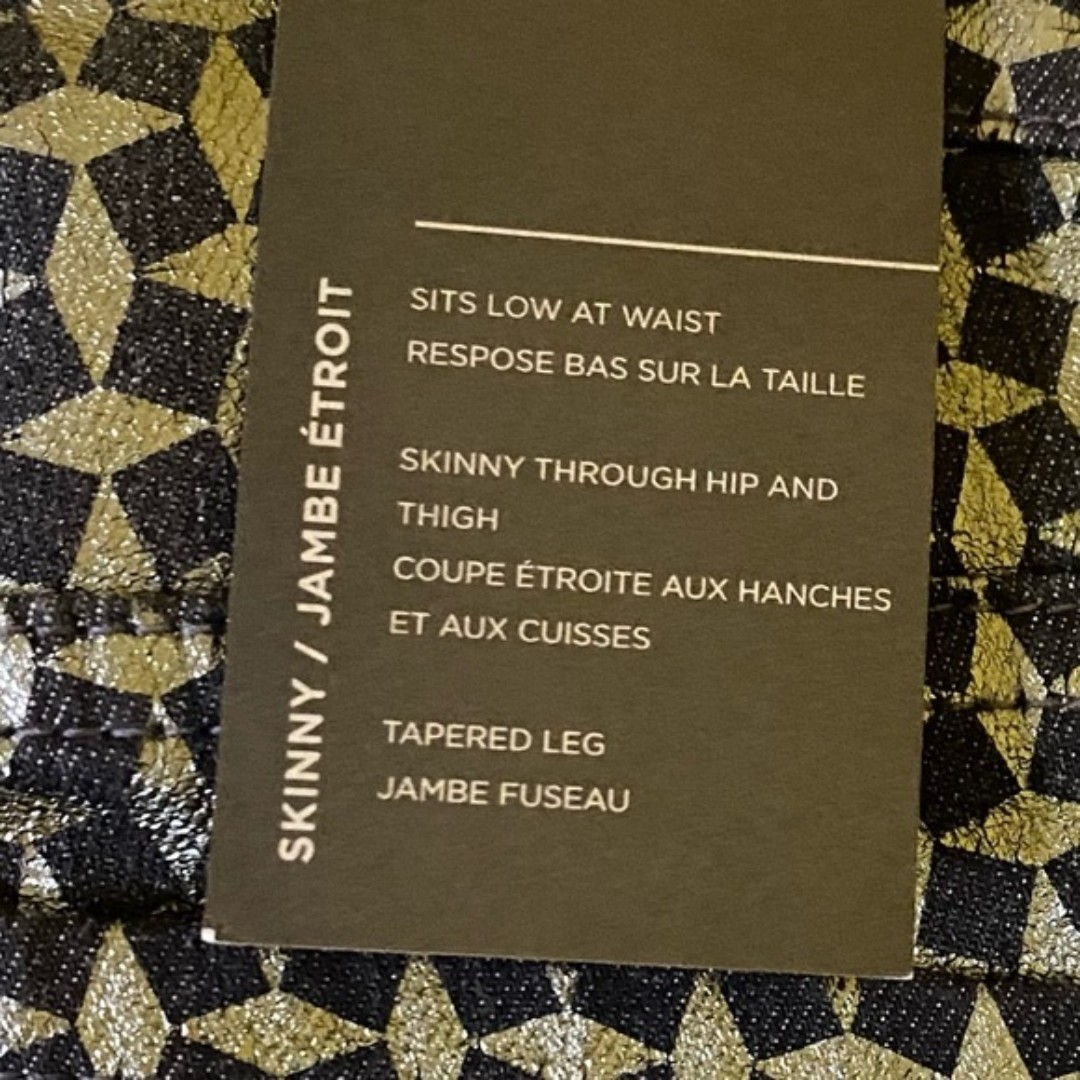 SKINNY / JAMBE ÉTROIT
SITS LOW AT WAIST
RESPOSE BAS SUR LA TAILLE
SKINNY THROUGH HIP AND
THIGH
COUPE ÉTROITE AUX HANCHES
ET AUX CUISSES
TAPERED LEG
JAMBE FUSEAU